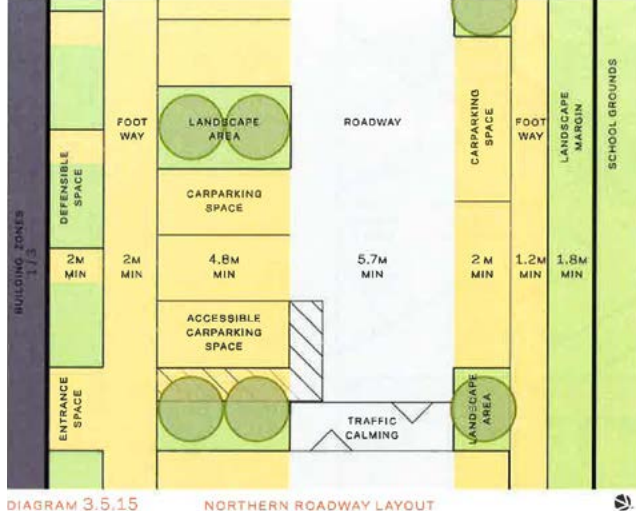 BUILDING ZONES
1/3
DEFENSIBLE
SPACE
2M
MIN
ENTRANCE
SPACE
FOOT
WAY
2M
MIN
LANDSCAPE
AREA
CARPARKING
SPACE
4.8M
MIN
ACCESSIBLE
CARPARKING
SPACE
ROADWAY
5.7M
MIN
TRAFFIC
CALMING
CARPARKING
SPACE
2 M
MIN
LANDSCAPE
AREA
FOOT
WAY
1.2M
MIN
LANDSCAPE
MARGIN
1.8M
MIN
SCHOOL GROUNDS
DIAGRAM 3.5.15
NORTHERN ROADWAY LAYOUT